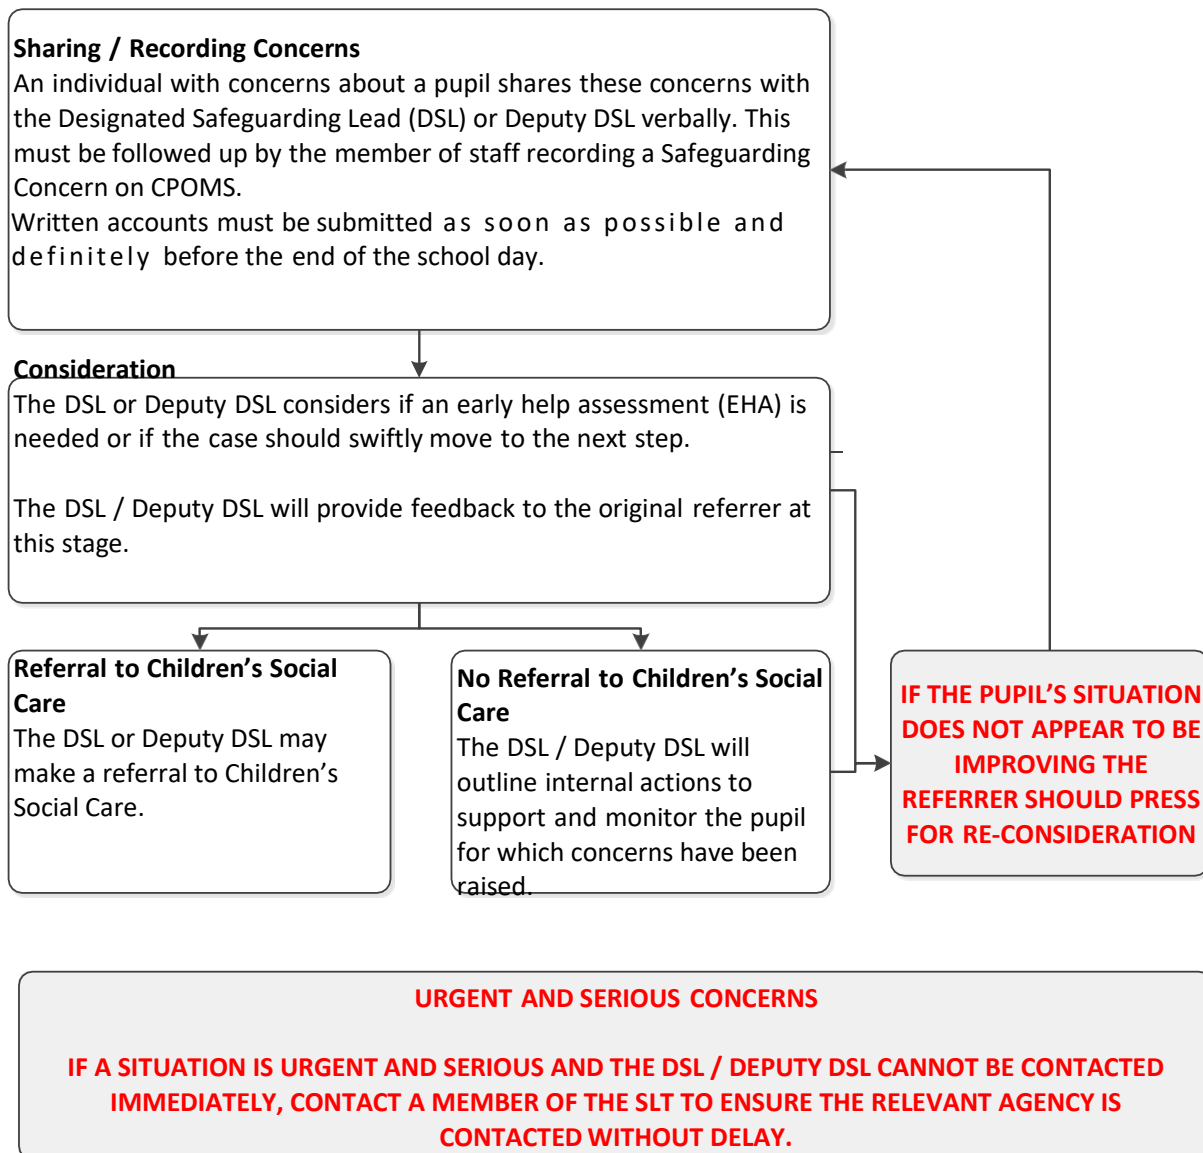 Sharing / Recording Concerns
An individual with concerns about a pupil shares these concerns with
the Designated Safeguarding Lead (DSL) or Deputy DSL verbally. This
must be followed up by the member of staff recording a Safeguarding
Concern on CPOMS.
Written accounts must be submitted as soon as possible and
definitely before the end of the school day.
Consideration
The DSL or Deputy DSL considers if an early help assessment (EHA) is
needed or if the case should swiftly move to the next step.
The DSL / Deputy DSL will provide feedback to the original referrer at
this stage.
Referral to Children’s Social
Care
The DSL or Deputy DSL may
make a referral to Children’s
Social Care.
No Referral to Children’s Social
Care
The DSL / Deputy DSL will
outline internal actions to
support and monitor the pupil
for which concerns have been
raised.
IF THE PUPIL’S SITUATION
DOES NOT APPEAR TO BE
IMPROVING THE
REFERRER SHOULD PRESS
FOR RE-CONSIDERATION
URGENT AND SERIOUS CONCERNS
IF A SITUATION IS URGENT AND SERIOUS AND THE DSL / DEPUTY DSL CANNOT BE CONTACTED
IMMEDIATELY, CONTACT A MEMBER OF THE SLT TO ENSURE THE RELEVANT AGENCY IS
CONTACTED WITHOUT DELAY.